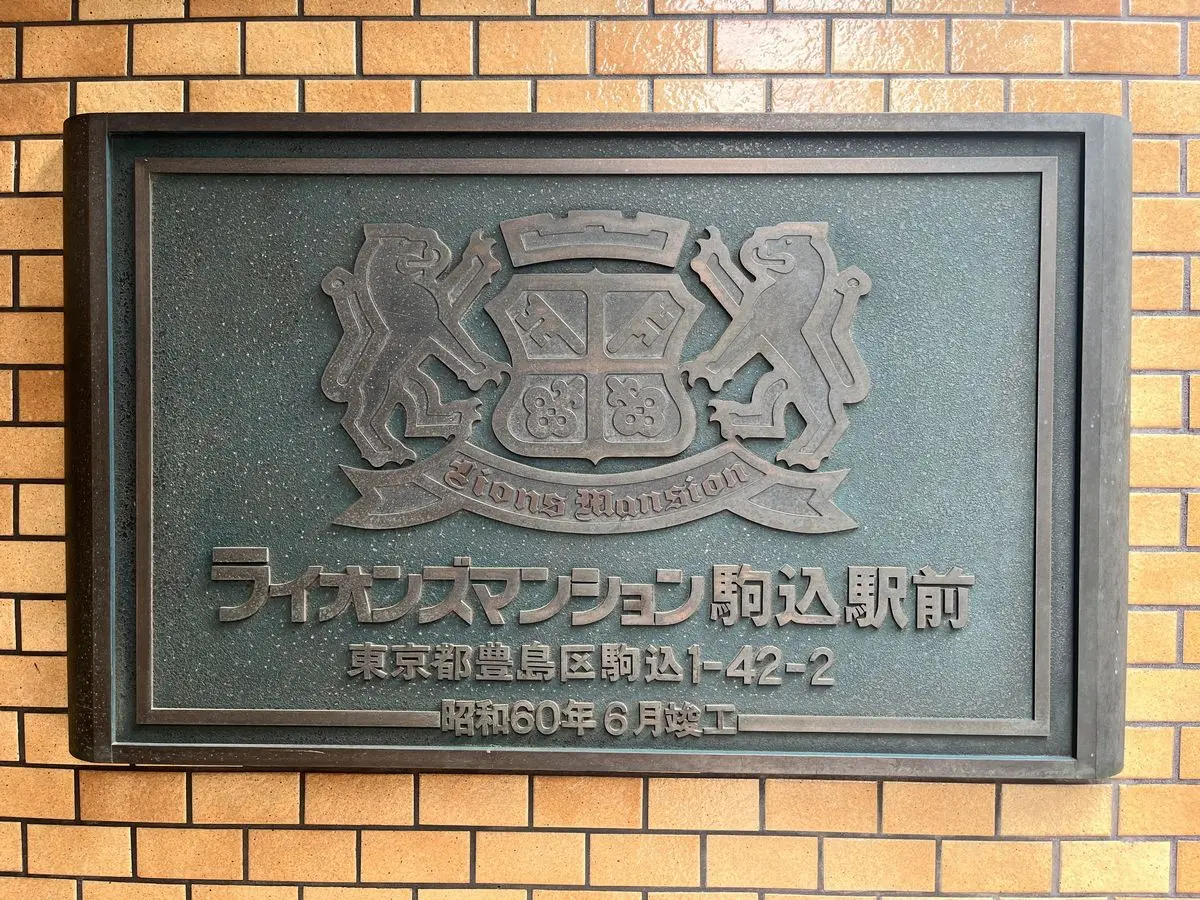 Lions Mansion
ライオンズマンション駒込駅前
東京都豊島区駒込1-42-2
昭和60年6月竣工